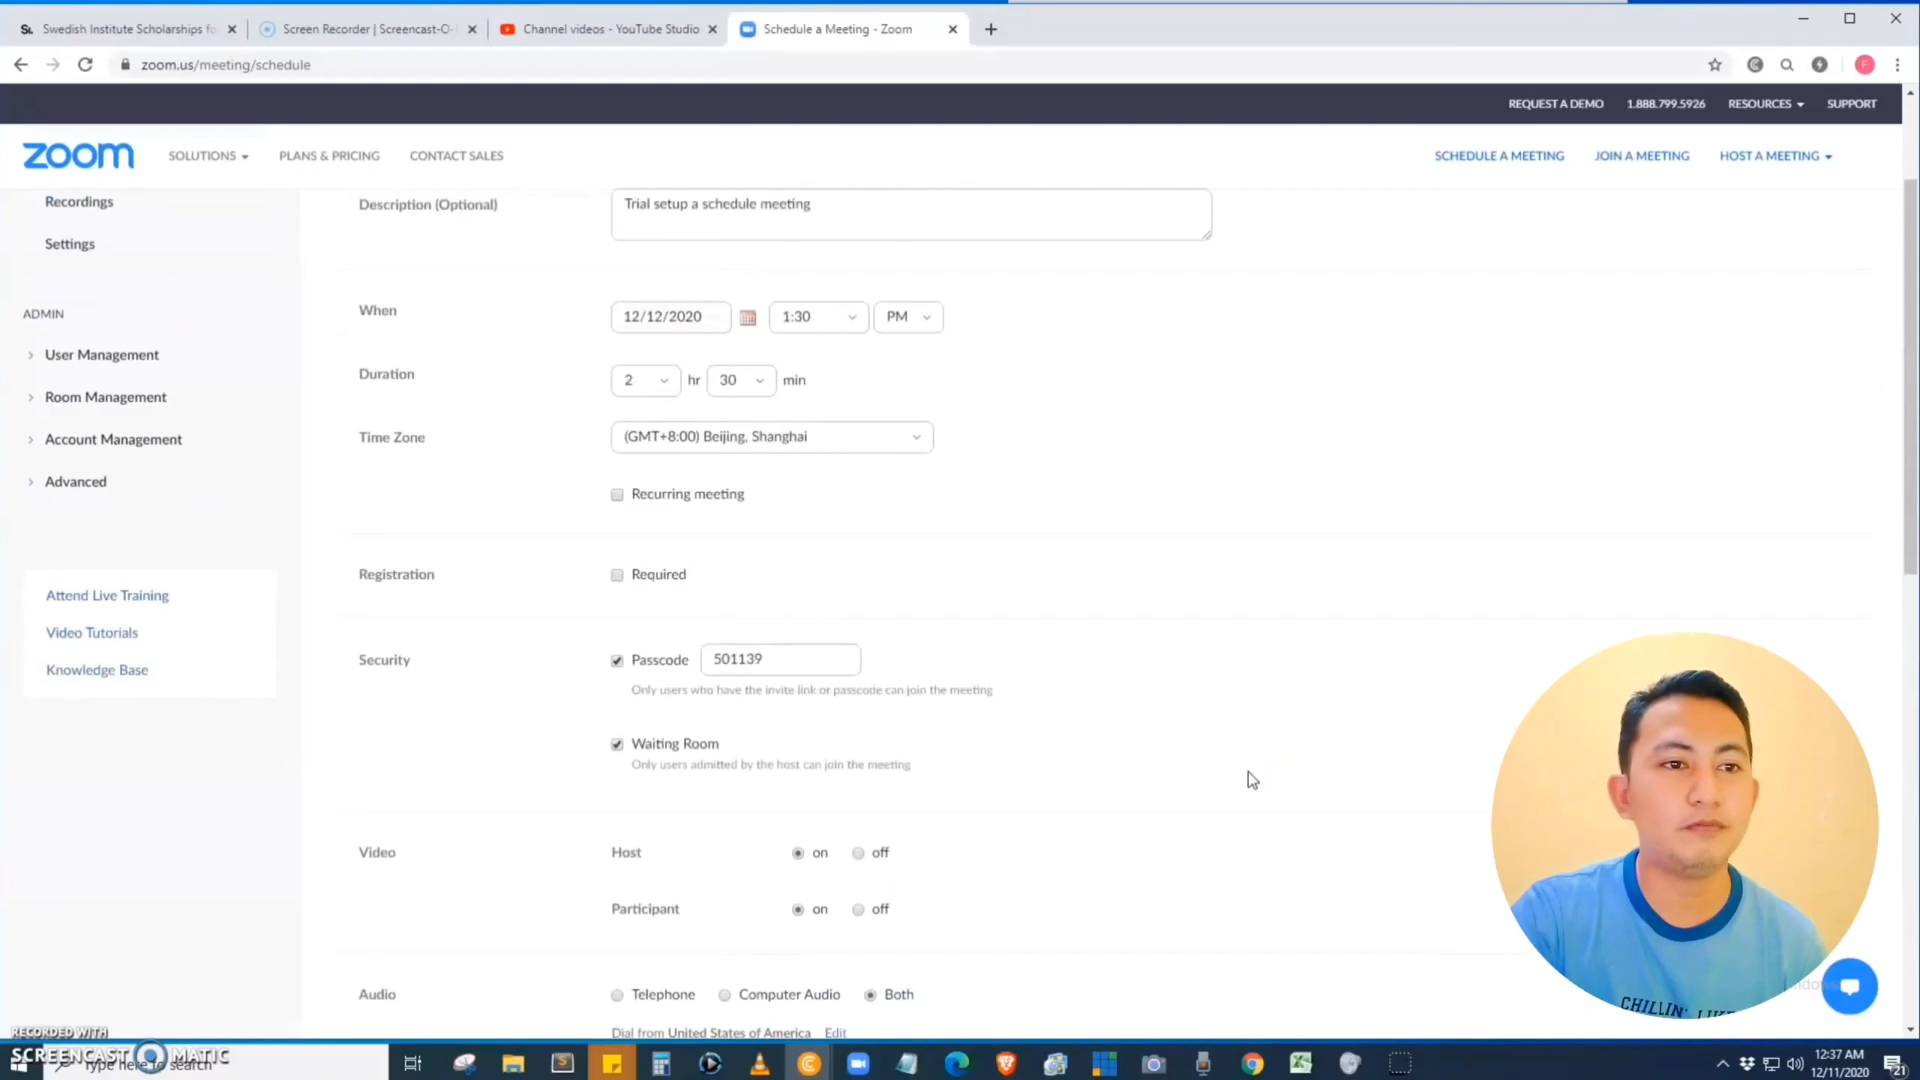 Swedish Institute Scholarships fo
Screen Recorder | Screencast-O-
Channel videos - YouTube Studio
Schedule a Meeting - Zoom
zoom.us/meeting/schedule
REQUEST A DEMO 1.888.799.5926 RESOURCES SUPPORT
zoom SOLUTIONS PLANS & PRICING CONTACT SALES SCHEDULE A MEETING JOIN A MEETING HOST A MEETING
Recordings
Settings
ADMIN
User Management
Room Management
Account Management
Advanced
Attend Live Training
Video Tutorials
Knowledge Base
Description (Optional) Trial setup a schedule meeting
When 12/12/2020 1:30 PM
Duration 2 hr 30 min
Time Zone (GMT+8:00) Beijing, Shanghai
Recurring meeting
Registration Required
Security Passcode 501139
Only users who have the invite link or passcode can join the meeting
Waiting Room
Only users admitted by the host can join the meeting
Video Host on off
Participant on off
Audio Telephone Computer Audio Both
Dial from United States of America Edit
CHILLIN' LIKE
RECORDED WITH
SCREENCAST MATIC
Type here to search
12:37 AM
12/11/2020
21